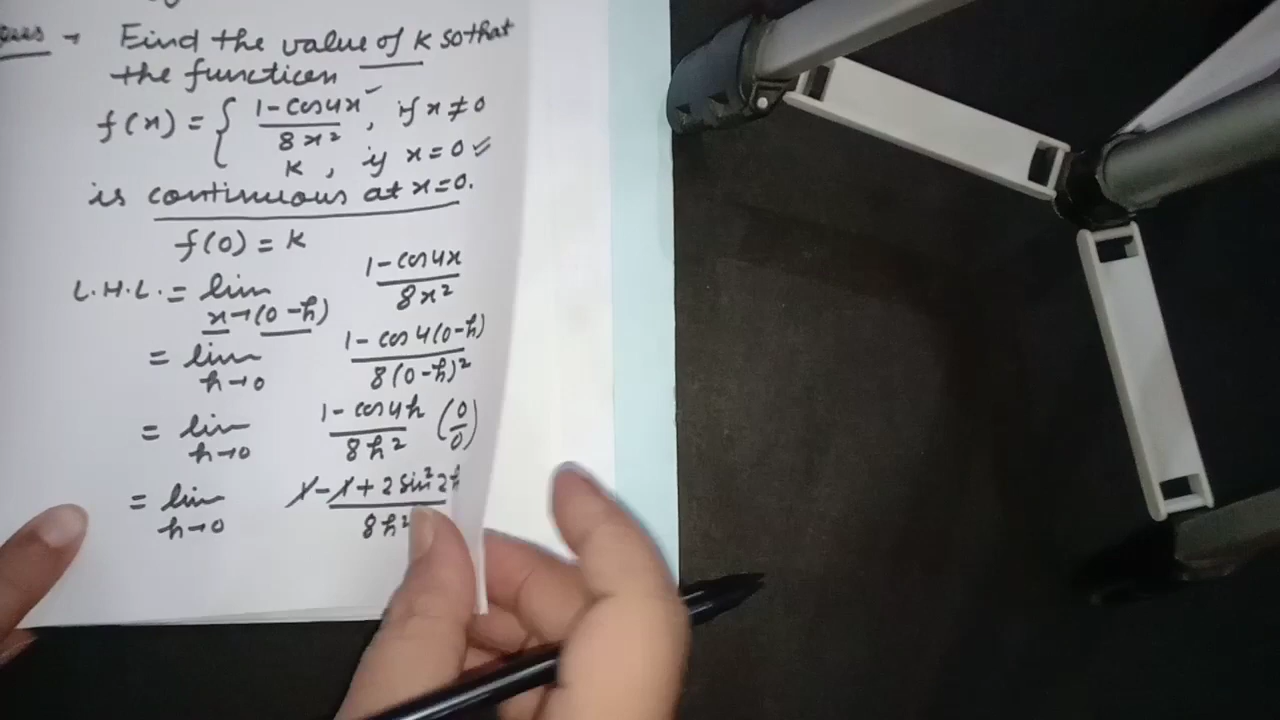 → Find the value of k so that
the function
f(x) = { 1-cos4x / 8x² , if x ≠ 0
k , if x = 0
is continuous at x=0.
f(0) = k
L.H.L. = lim x→(0-h) 1-cos4x / 8x²
= lim h→0 1-cos4(0-h) / 8(0-h)²
= lim h→0 1-cos4h / 8h² (0/0)
= lim h→0 1-1+2sin²2h / 8h²